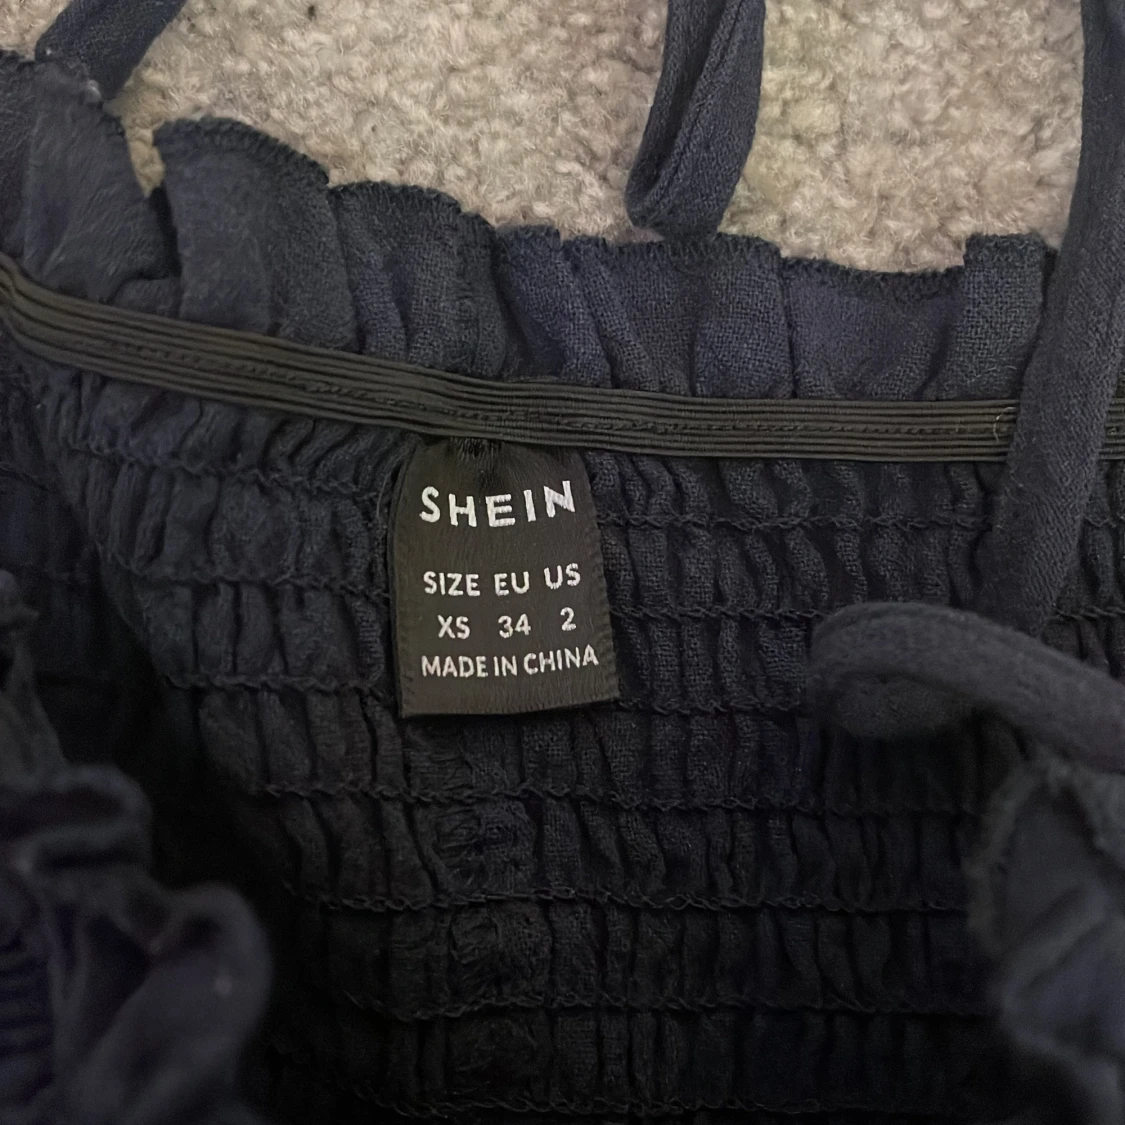 SHEIN
SIZE EU US
XS 34 2
MADE IN CHINA